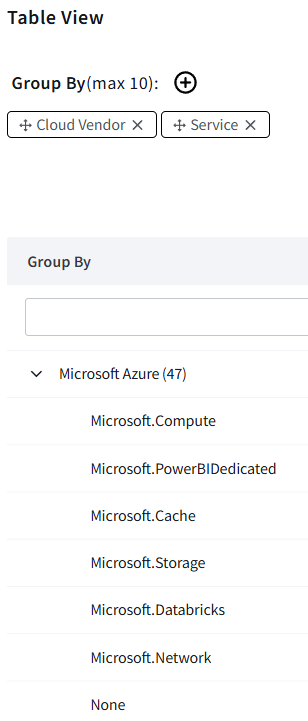 Table View
Group By(max 10):
Cloud Vendor
Service
Group By
Microsoft Azure (47)
Microsoft.Compute
Microsoft.PowerBIDedicated
Microsoft.Cache
Microsoft.Storage
Microsoft.Databricks
Microsoft.Network
None